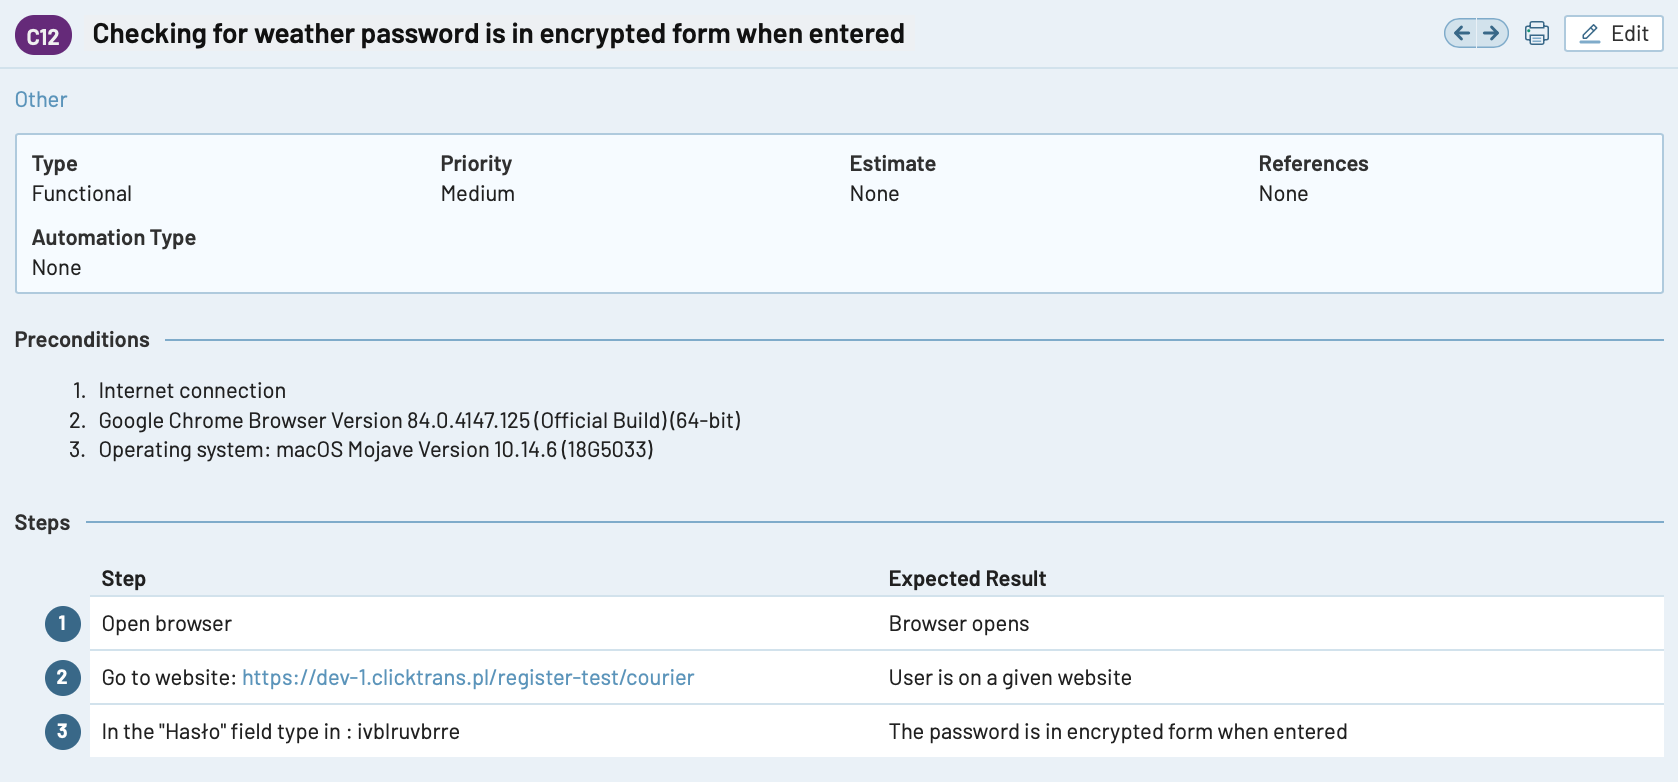 C12 Checking for weather password is in encrypted form when entered Edit
Other
Type Priority Estimate References
Functional Medium None None
Automation Type
None
Preconditions
1. Internet connection
2. Google Chrome Browser Version 84.0.4147.125 (Official Build) (64-bit)
3. Operating system: macOS Mojave Version 10.14.6 (18G5033)
Steps
Step Expected Result
1 Open browser Browser opens
2 Go to website: https://dev-1.clicktrans.pl/register-test/courier User is on a given website
3 In the "Hasło" field type in : ivblruvbrre The password is in encrypted form when entered